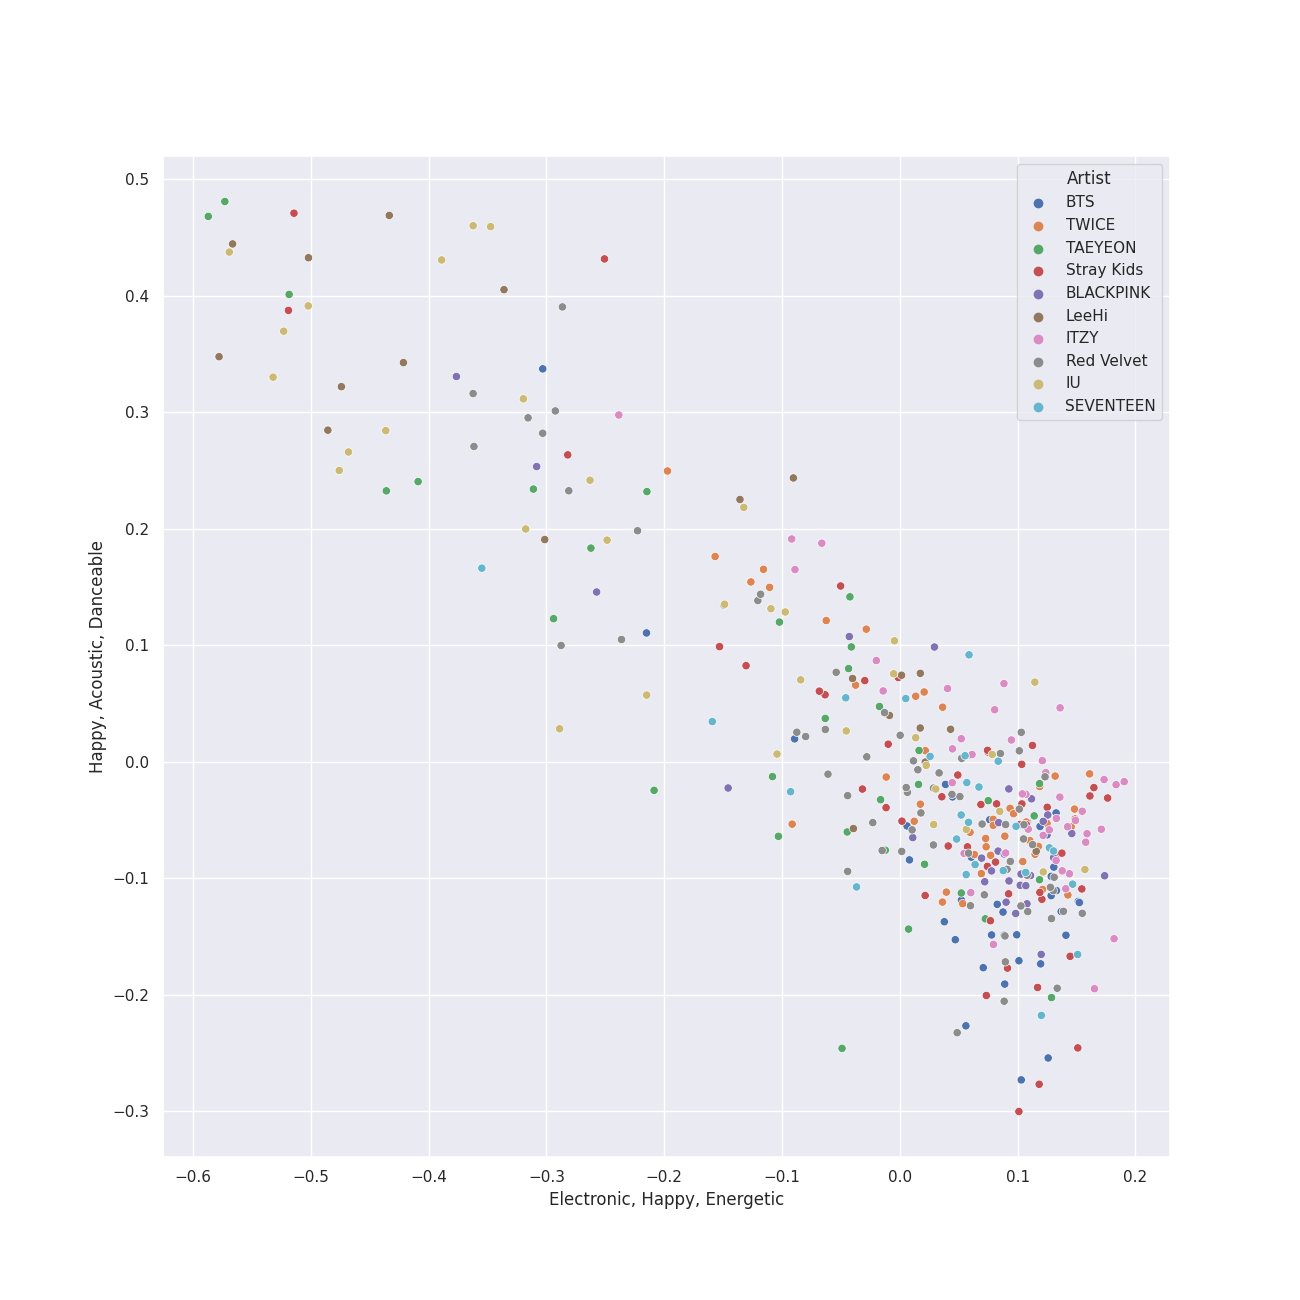 Artist
BTS
TWICE
TAEYEON
Stray Kids
BLACKPINK
LeeHi
ITZY
Red Velvet
IU
SEVENTEEN
0.5
0.4
0.3
0.2
0.1
0.0
−0.1
−0.2
−0.3
Happy, Acoustic, Danceable
−0.6 −0.5 −0.4 −0.3 −0.2 −0.1 0.0 0.1 0.2
Electronic, Happy, Energetic